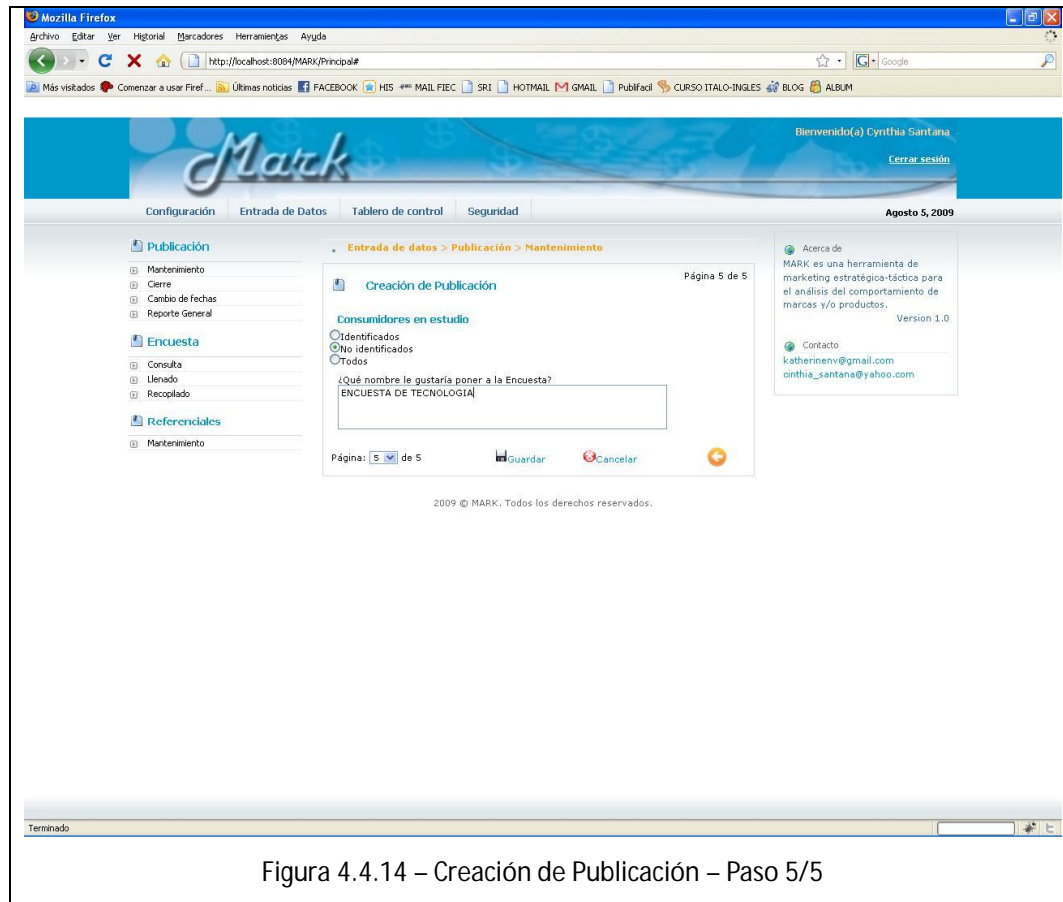 Mozilla Firefox
Archivo Editar Ver Historial Marcadores Herramientas Ayuda
http://localhost:8084/MARK/Principal#
G Google
Más visitados Comenzar a usar Firef... Últimas noticias FACEBOOK HI5 MAIL FIEC SRI HOTMAIL GMAIL Publifacil CURSO ITALO-INGLES BLOG ALBUM
Mark
Bienvenido(a) Cynthia Santana
Cerrar sesión
Configuración Entrada de Datos Tablero de control Seguridad
Agosto 5, 2009
Publicación
Mantenimiento
Cierre
Cambio de fechas
Reporte General
Encuesta
Consulta
Llenado
Recopilado
Referenciales
Mantenimiento
Entrada de datos > Publicación > Mantenimiento
Página 5 de 5
Creación de Publicación
Consumidores en estudio
Identificados
No identificados
Todos
¿Qué nombre le gustaría poner a la Encuesta?
ENCUESTA DE TECNOLOGIA
Página: 5 de 5 Guardar Cancelar
Acerca de
MARK es una herramienta de
marketing estratégica-táctica para
el análisis del comportamiento de
marcas y/o productos.
Version 1.0
Contacto
katherinenv@gmail.com
cinthia_santana@yahoo.com
2009 © MARK. Todos los derechos reservados.
Terminado
Figura 4.4.14 – Creación de Publicación – Paso 5/5